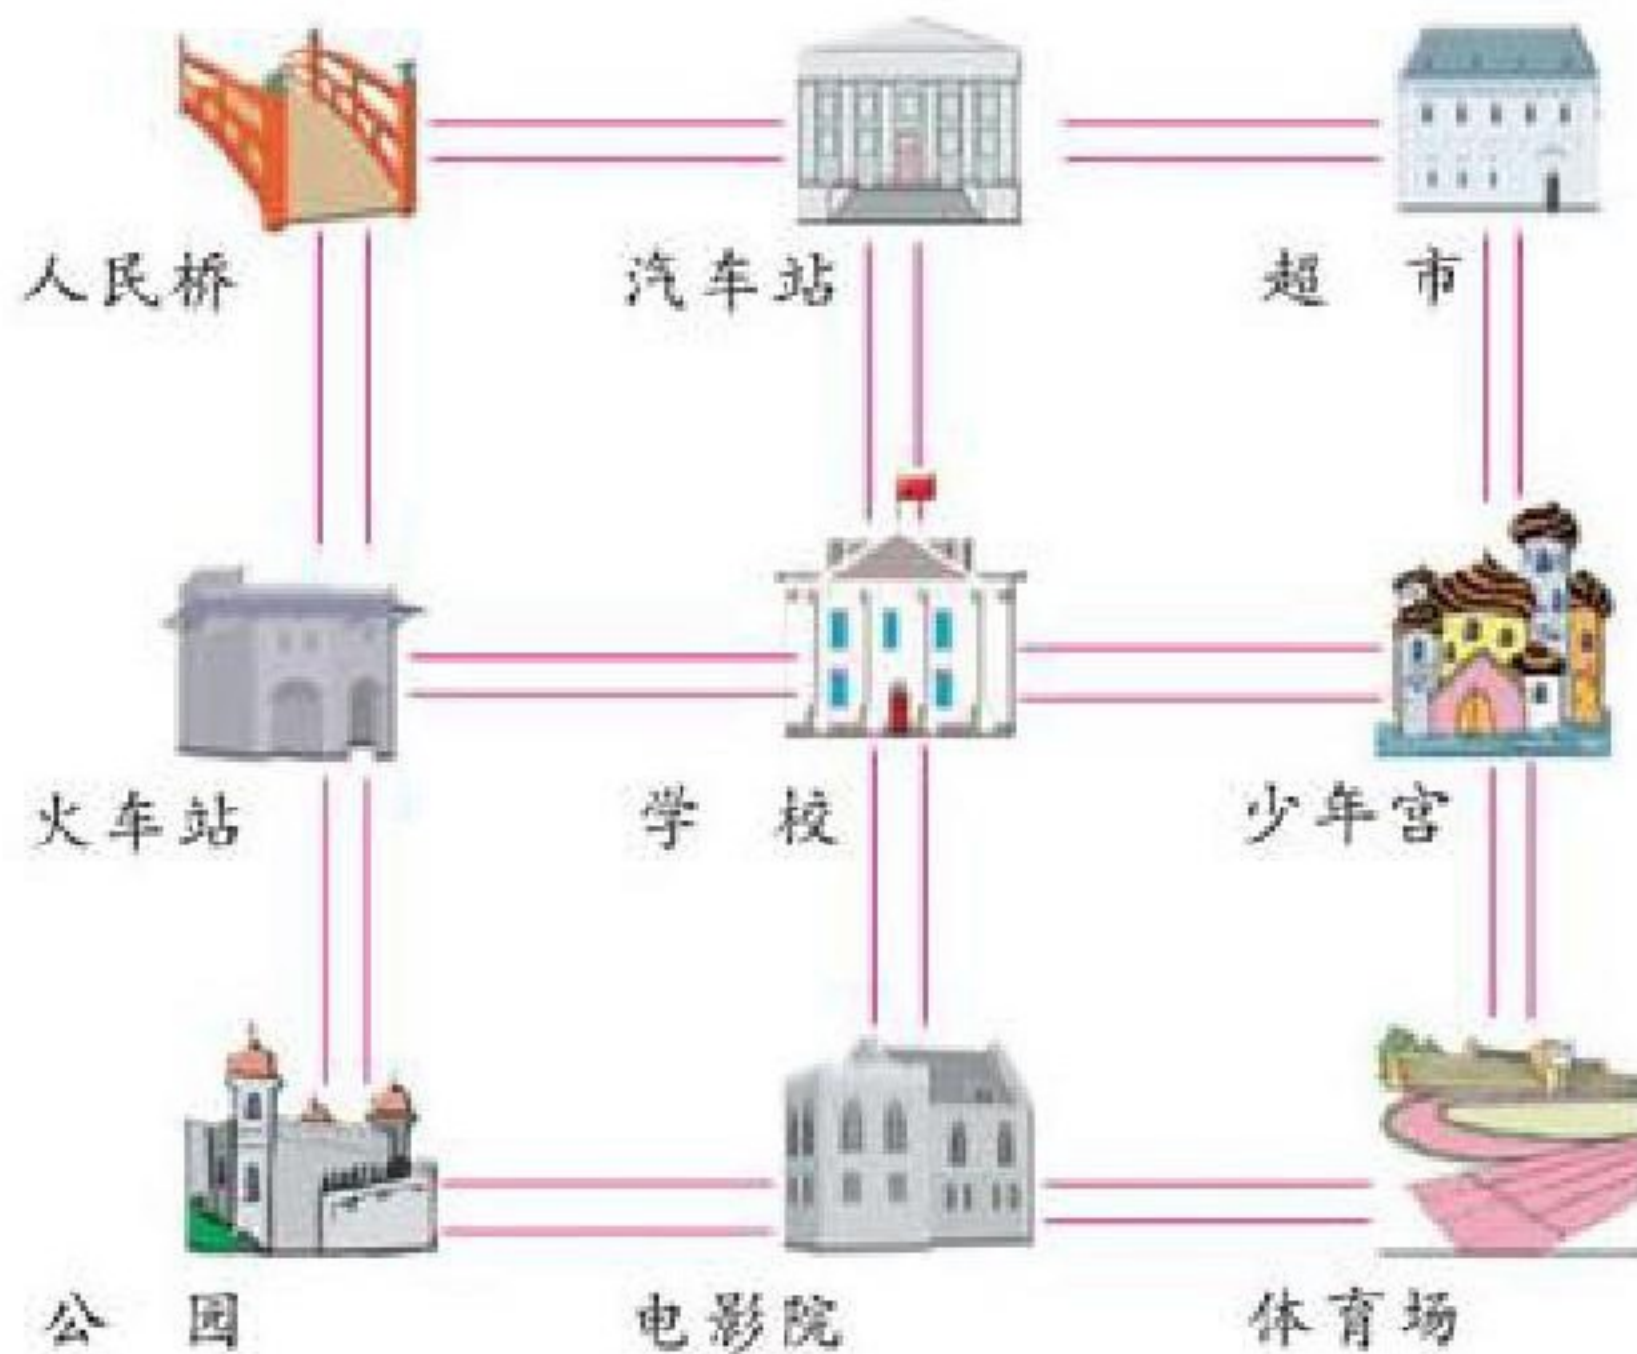 人民桥 汽车站 超 市
火车站 学 校 少年宫
公 园 电影院 体育场